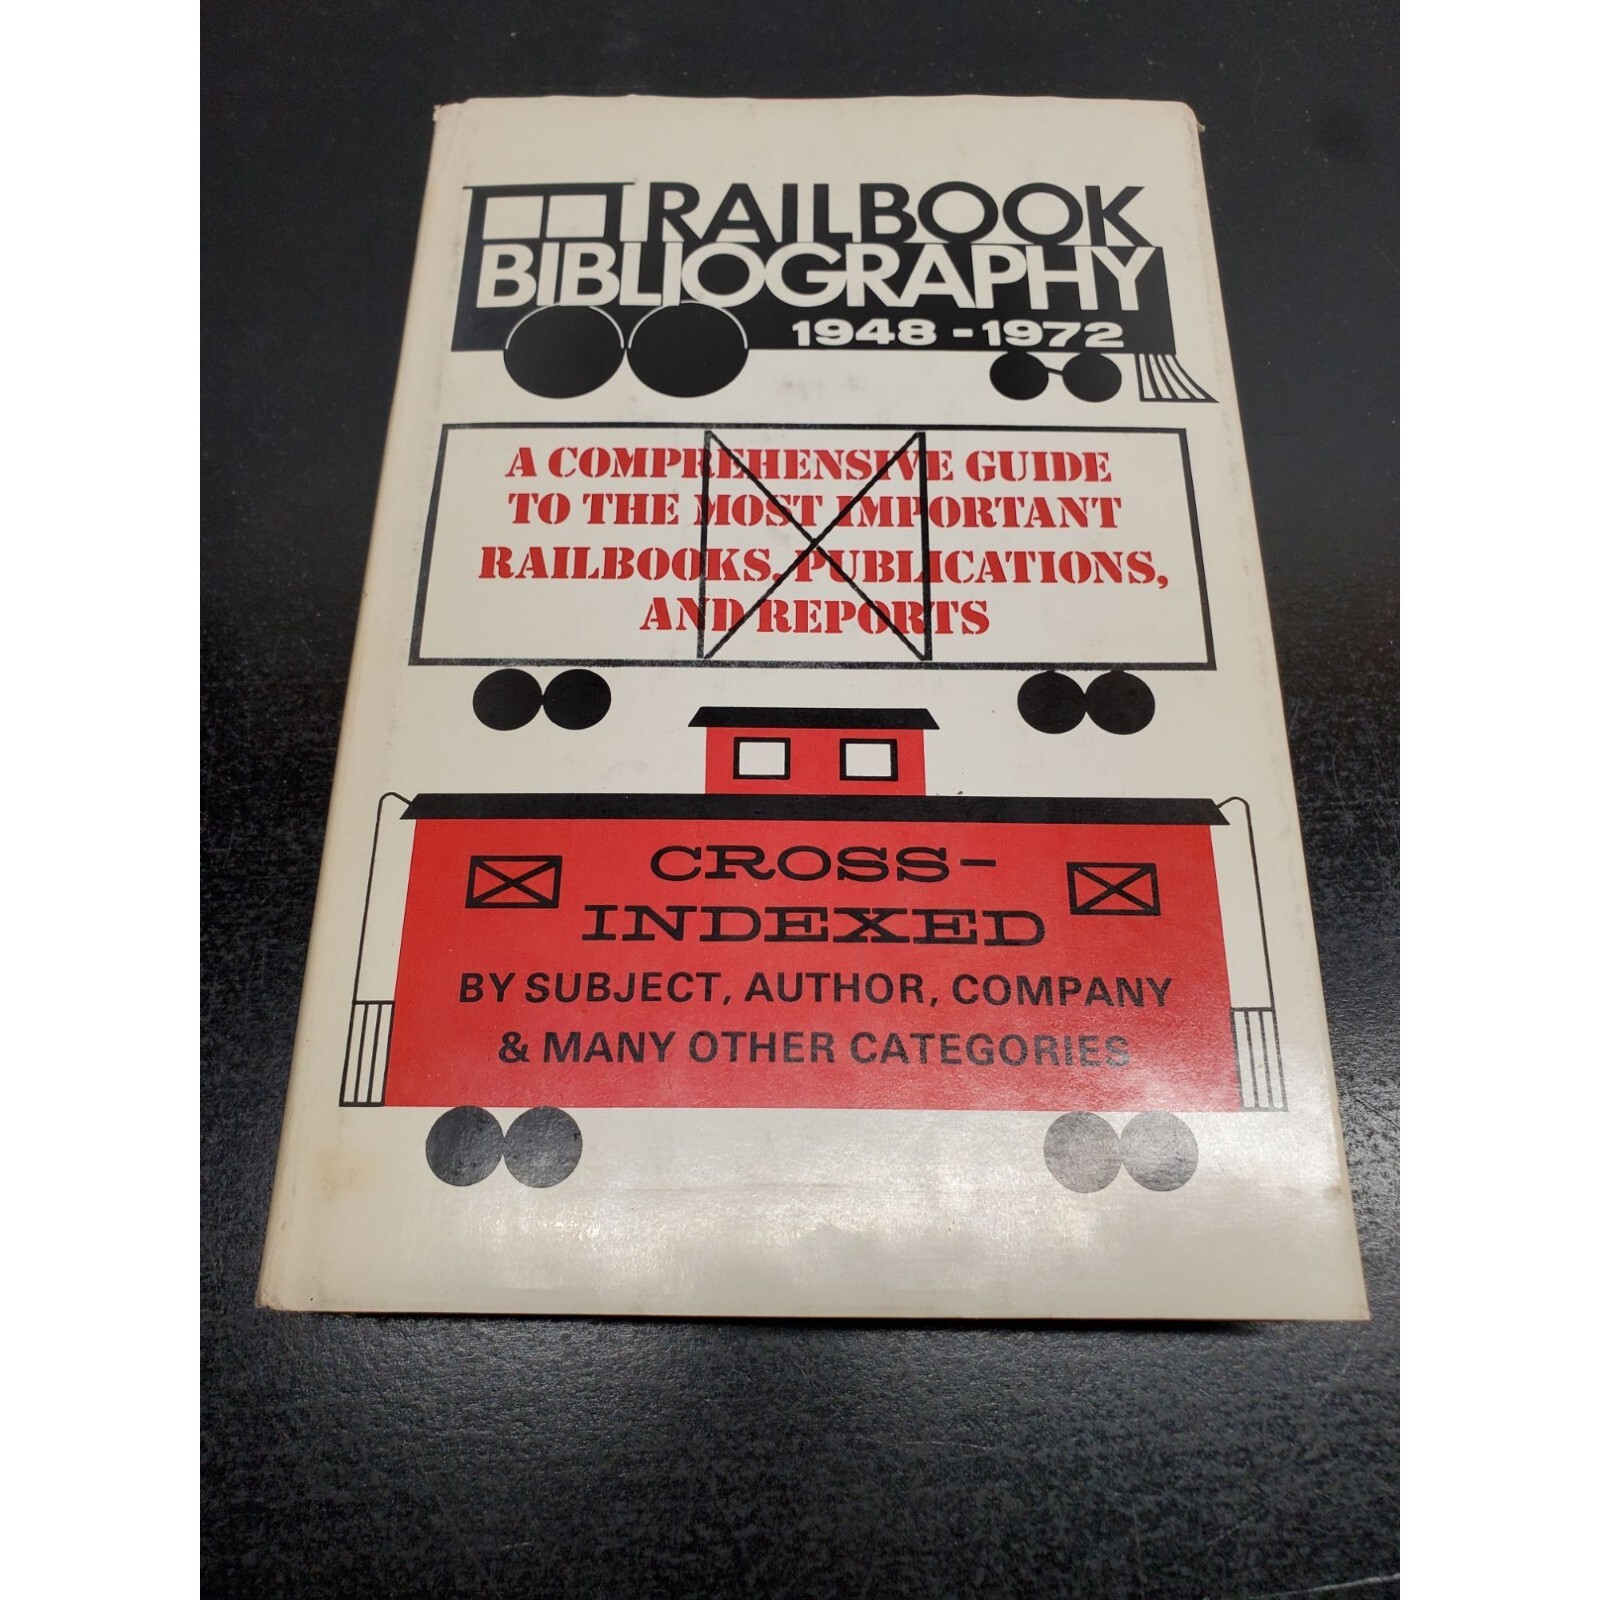 RAILBOOK
BIBLIOGRAPHY
1948 - 1972
A COMPREHENSIVE GUIDE
TO THE MOST IMPORTANT
RAILBOOKS, PUBLICATIONS,
AND REPORTS
CROSS-
INDEXED
BY SUBJECT, AUTHOR, COMPANY
& MANY OTHER CATEGORIES